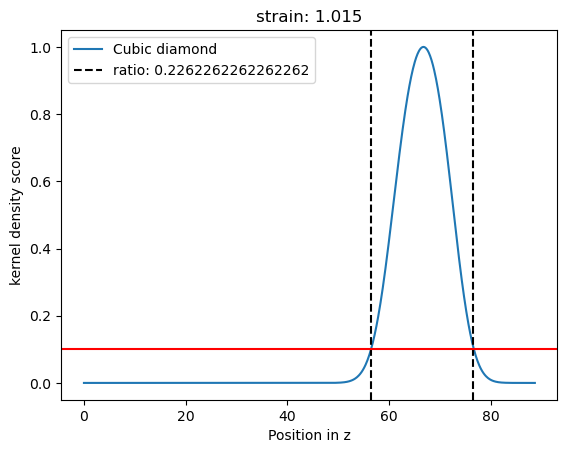 strain: 1.015
Cubic diamond
ratio: 0.2262262262262262
kernel density score
1.0
0.8
0.6
0.4
0.2
0.0
0 20 40 60 80
Position in z